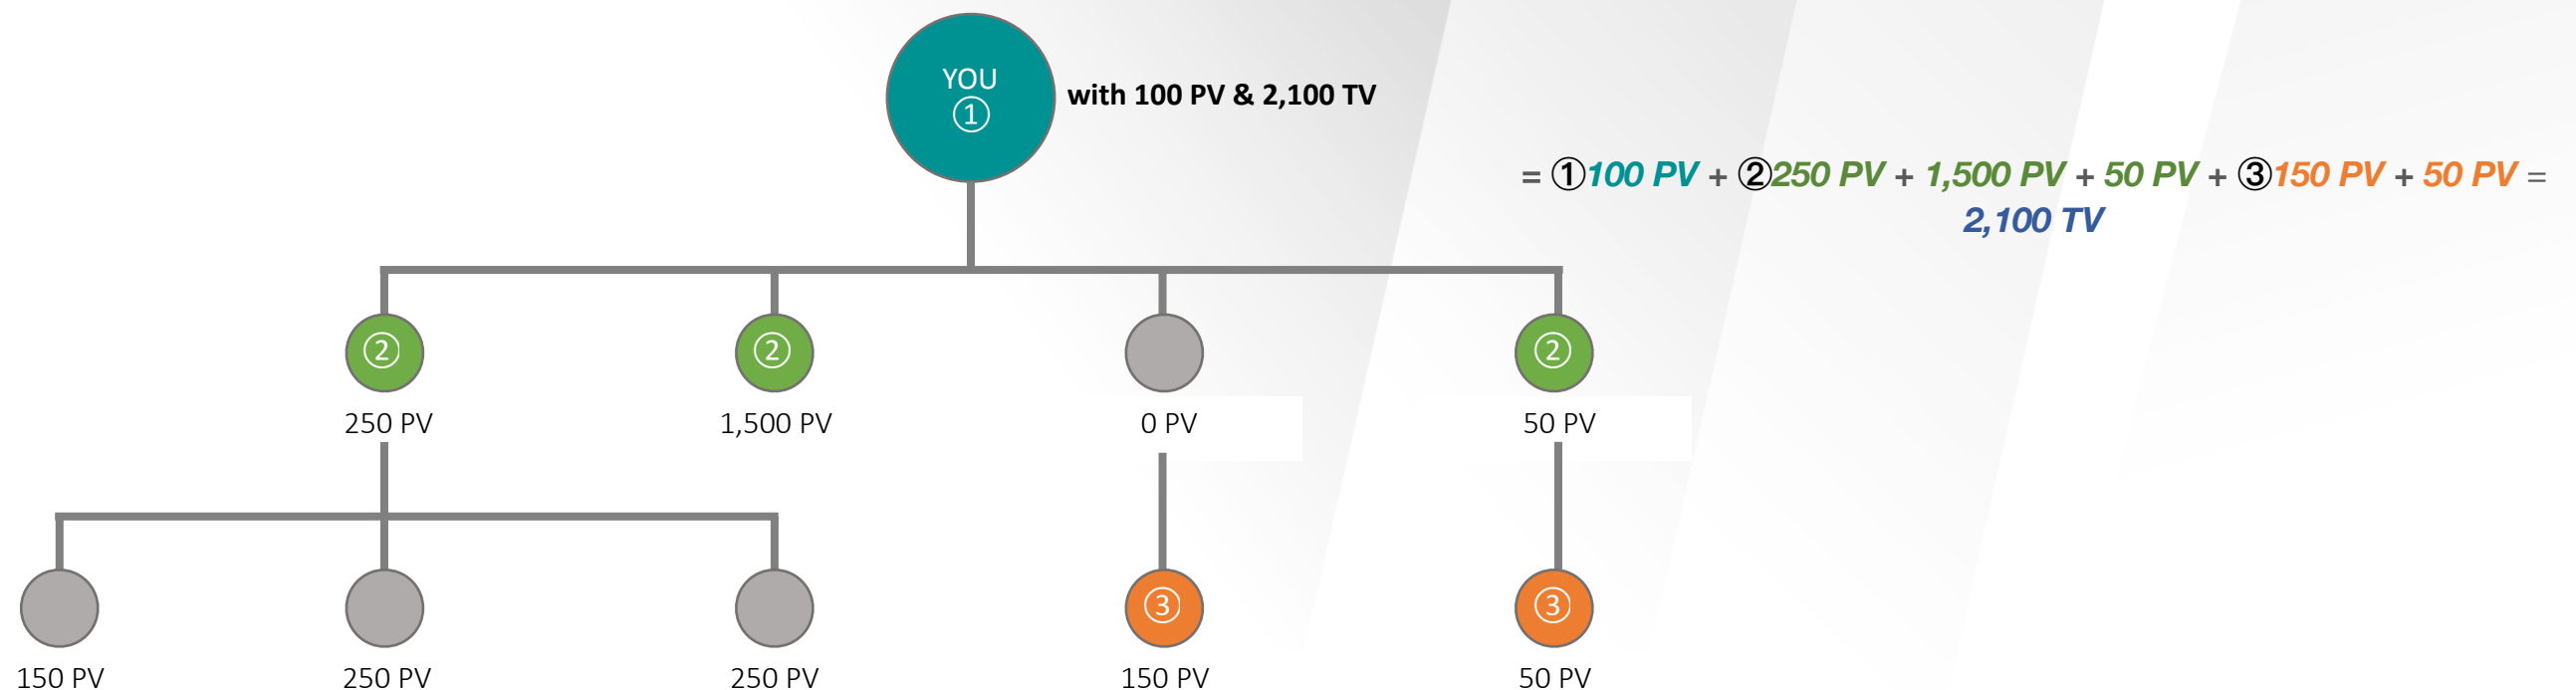 YOU
①
with 100 PV & 2,100 TV
= ①100 PV + ②250 PV + 1,500 PV + 50 PV + ③150 PV + 50 PV =
2,100 TV
② ② ②
250 PV 1,500 PV 0 PV 50 PV
③ ③
150 PV 250 PV 250 PV 150 PV 50 PV